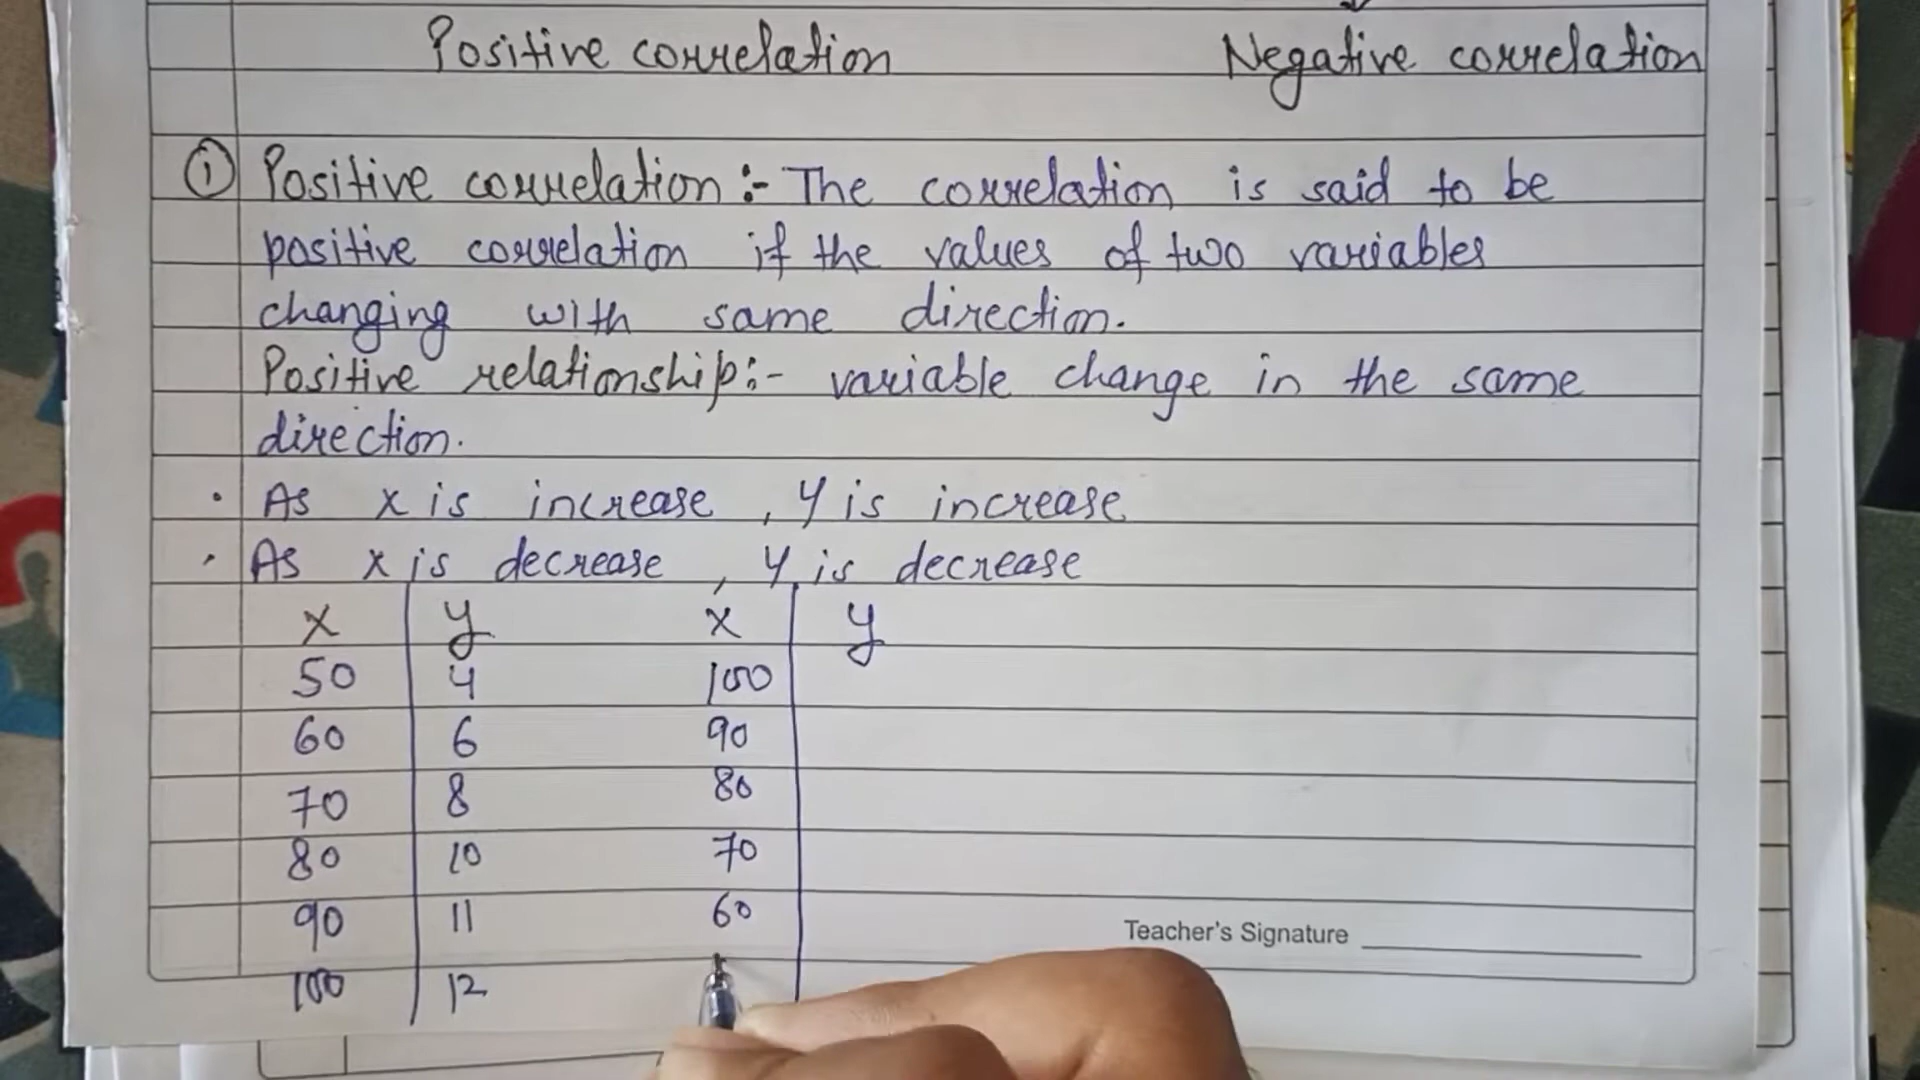 Positive correlation Negative correlation
① Positive correlation :- The correlation is said to be
positive correlation if the values of two variables
changing with same direction.
Positive relationship:- variable change in the same
direction.
· As x is increase, y is increase
· As x is decrease, y is decrease
x y x y
50 4 100
60 6 90
70 8 80
80 10 70
90 11 60
Teacher's Signature
100 12